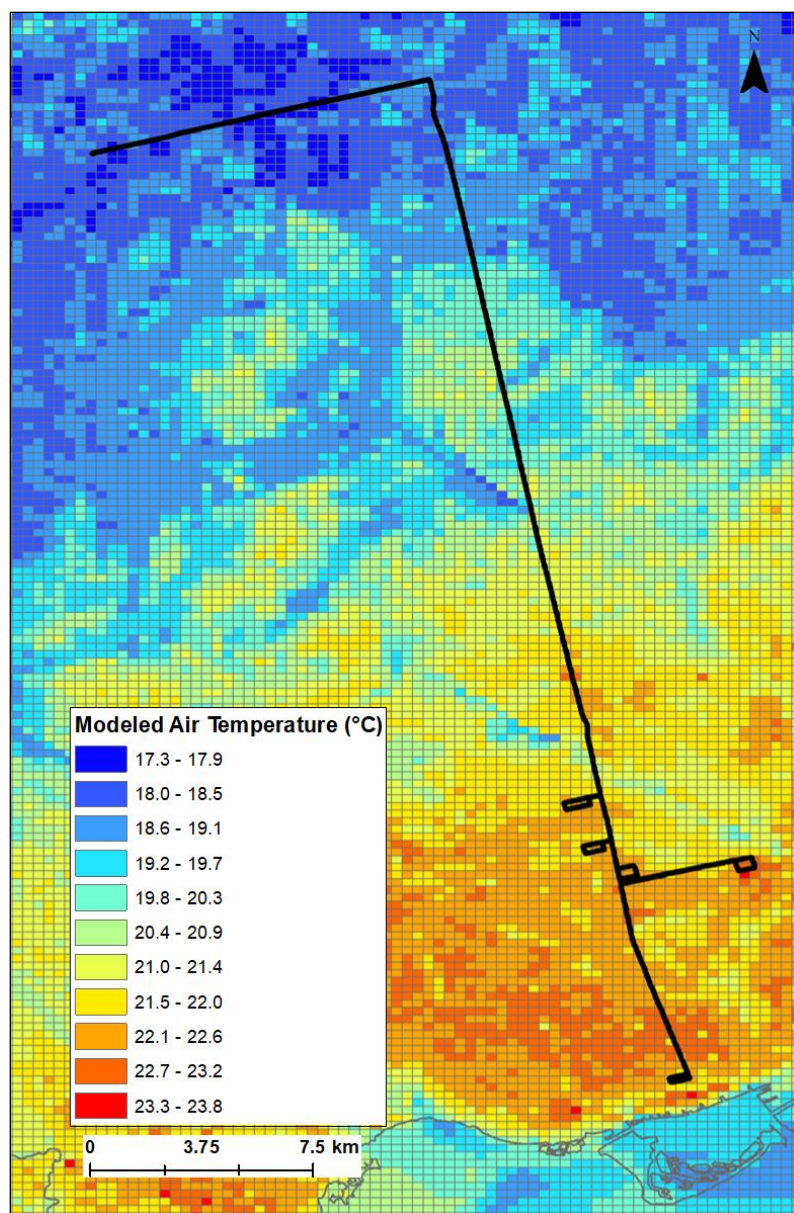 N
Modeled Air Temperature (°C)
17.3 - 17.9
18.0 - 18.5
18.6 - 19.1
19.2 - 19.7
19.8 - 20.3
20.4 - 20.9
21.0 - 21.4
21.5 - 22.0
22.1 - 22.6
22.7 - 23.2
23.3 - 23.8
0 3.75 7.5 km